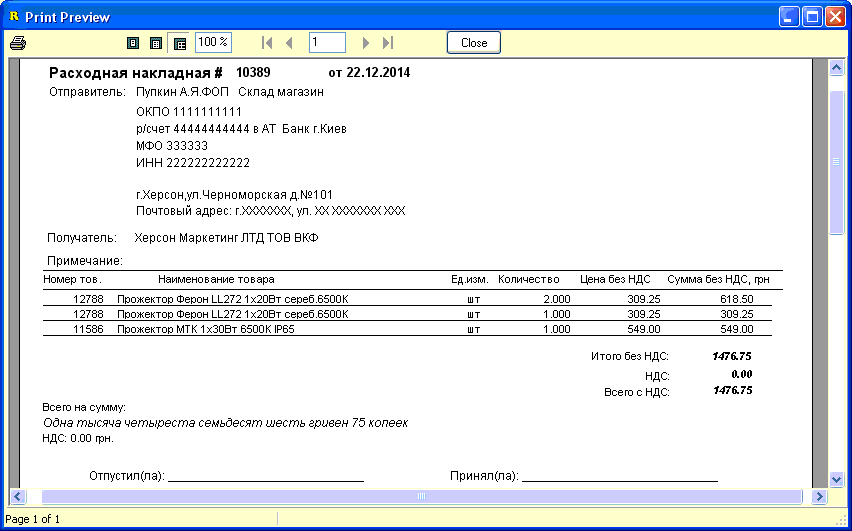 Print Preview
100 % 1 Close
Расходная накладная # 10389 от 22.12.2014
Отправитель: Пупкин А.Я.ФОП Склад магазин
ОКПО 1111111111
р/счет 44444444444 в АТ Банк г.Киев
МФО 333333
ИНН 222222222222
г.Херсон,ул.Черноморская д.№101
Почтовый адрес: г.XXXXXXX, ул. XX XXXXXXX XXX
Получатель: Херсон Маркетинг ЛТД ТОВ ВКФ
Примечание:
Номер тов. Наименование товара Ед.изм. Количество Цена без НДС Сумма без НДС, грн
12788 Прожектор Ферон LL272 1x20Вт сереб.6500К шт 2.000 309.25 618.50
12788 Прожектор Ферон LL272 1x20Вт сереб.6500К шт 1.000 309.25 309.25
11586 Прожектор МТК 1x30Вт 6500К IP65 шт 1.000 549.00 549.00
Итого без НДС: 1476.75
НДС: 0.00
Всего с НДС: 1476.75
Всего на сумму:
Одна тысяча четыреста семьдесят шесть гривен 75 копеек
НДС: 0.00 грн.
Отпустил(ла): Принял(ла):
Page 1 of 1